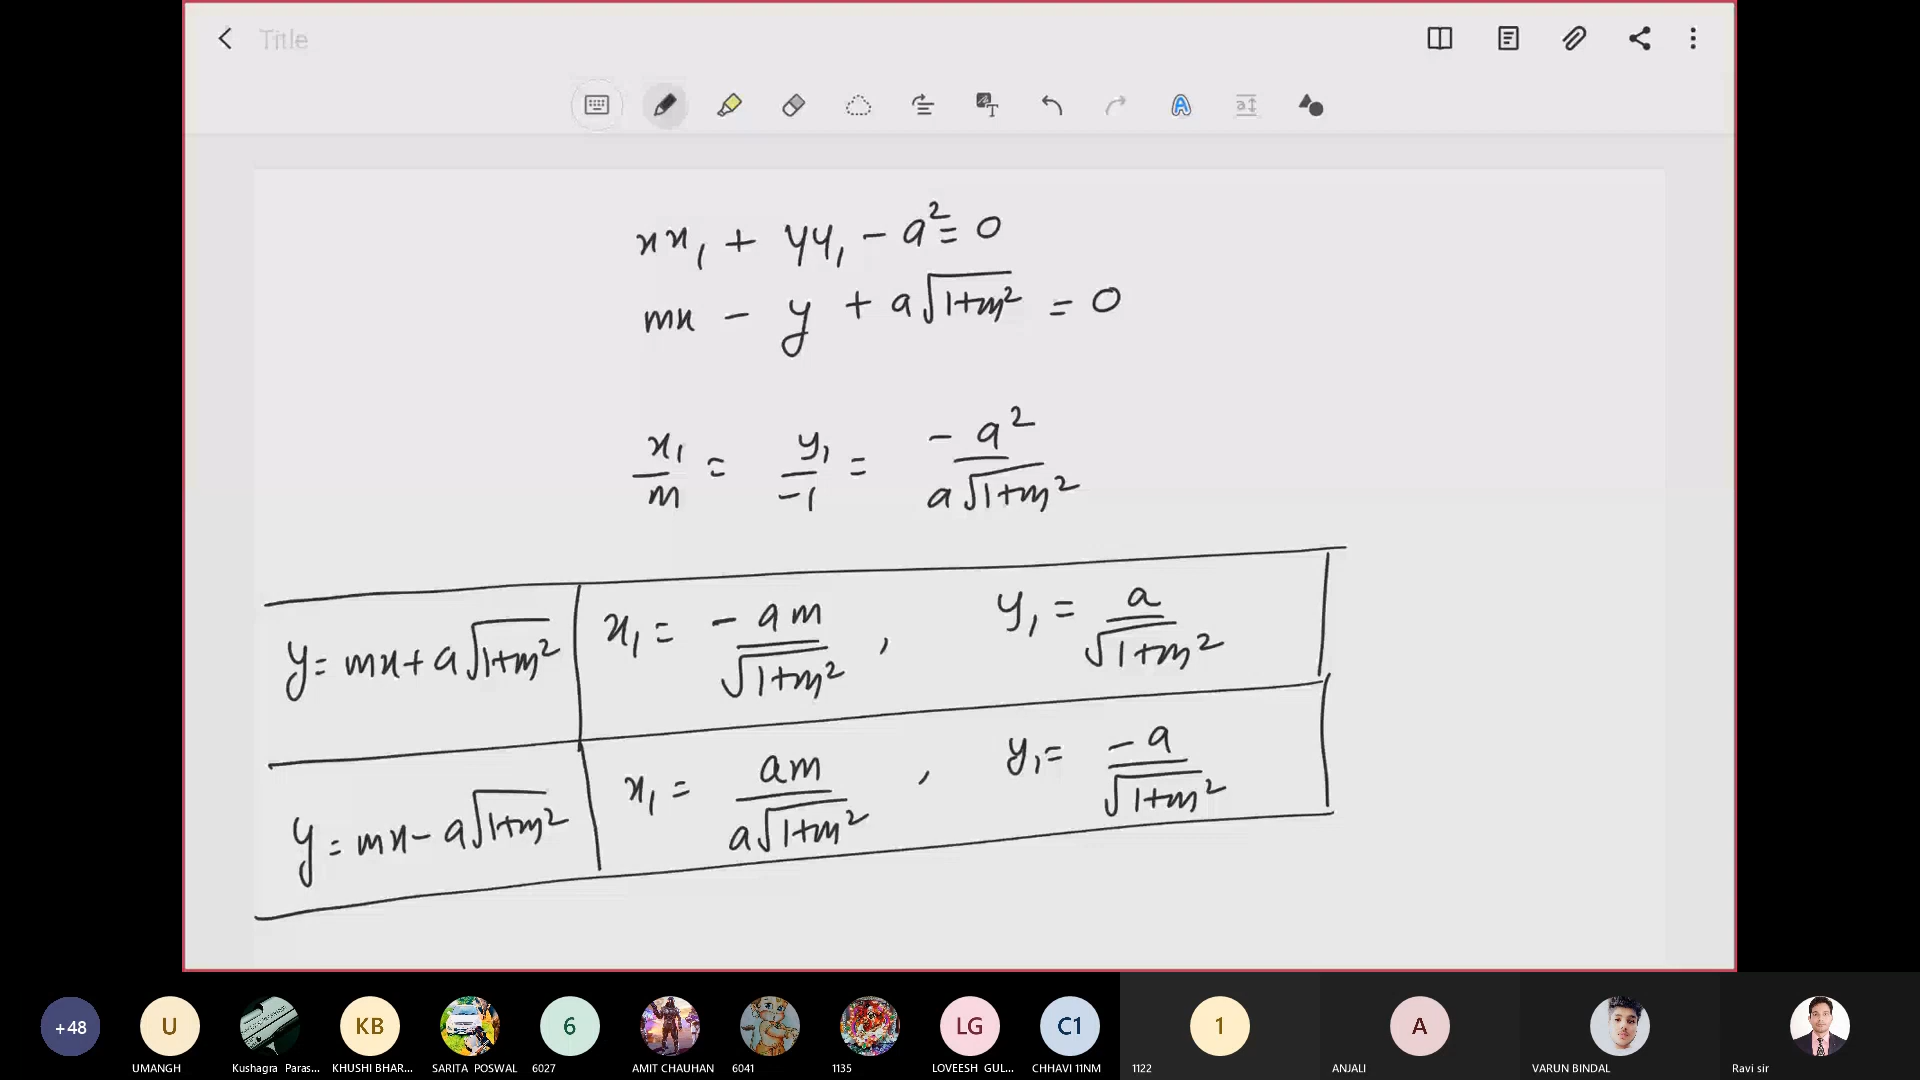 Title
xx₁ + yy₁ - a² = 0
mx - y + a√(1+m²) = 0
x₁/m = y₁/-1 = -a²/a√(1+m²)
y = mx + a√(1+m²) x₁ = -am/√(1+m²) , y₁ = a/√(1+m²)
y = mx - a√(1+m²) x₁ = am/a√(1+m²) , y₁ = -a/√(1+m²)
+48 U KB 6 LG C1 1 A
UMANGH Kushagra Paras... KHUSHI BHAR... SARITA POSWAL 6027 AMIT CHAUHAN 6041 1135 LOVEESH GUL... CHHAVI 11NM 1122 ANJALI VARUN BINDAL Ravi sir